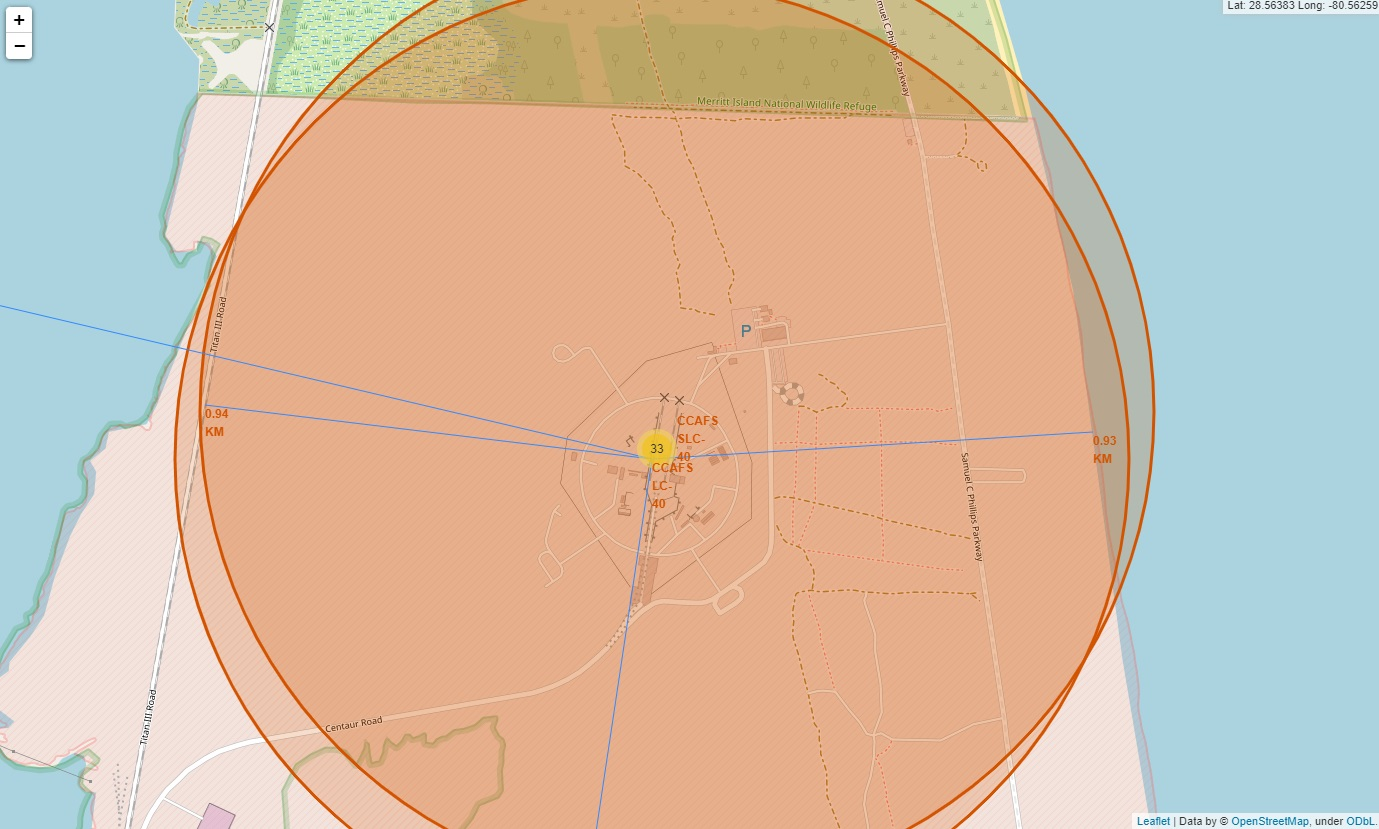 +
−
Lat: 28.56383 Long: -80.56259
Samuel C Phillips Parkway
Merritt Island National Wildlife Refuge
Titan III Road
P
0.94
KM
CCAFS
SLC-
40
33
0.93
KM
CCAFS
LC-
40
Samuel C Phillips Parkway
Titan III Road
Centaur Road
Leaflet | Data by © OpenStreetMap, under ODbL.